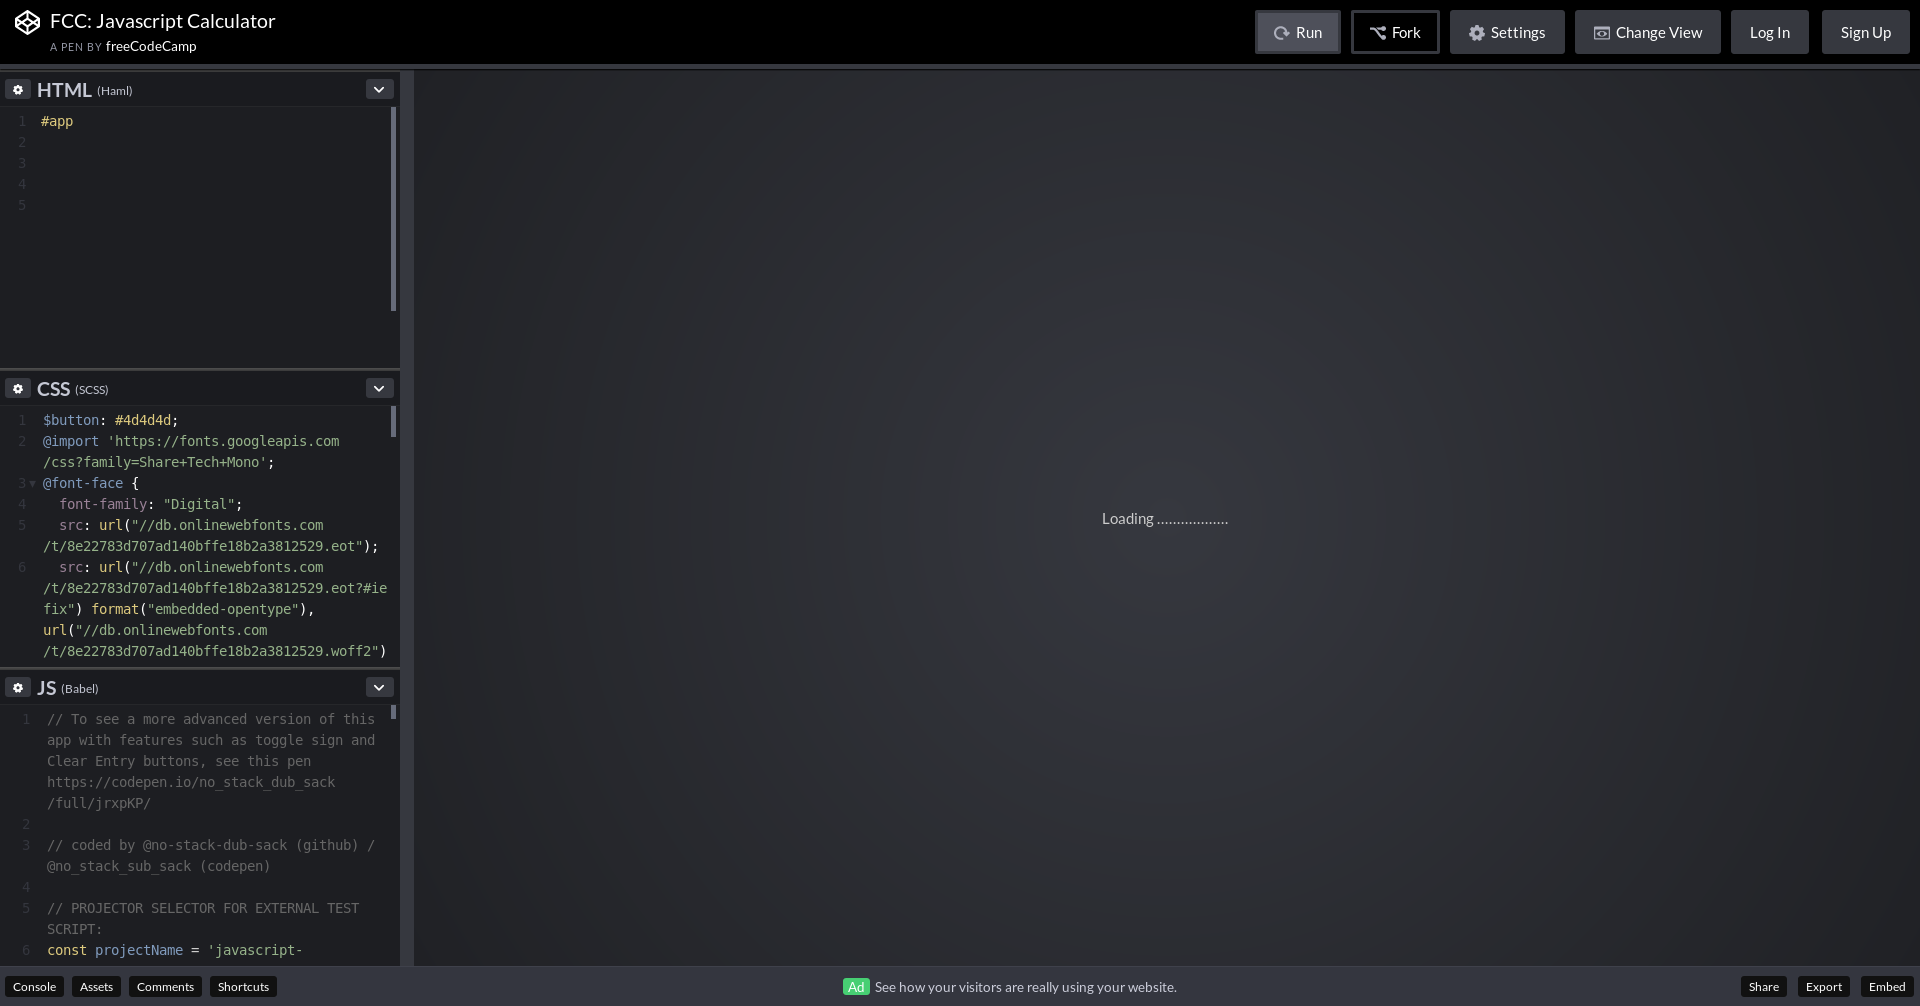 FCC: Javascript Calculator
A PEN BY freeCodeCamp
Run
Fork
Settings
Change View
Log In
Sign Up
HTML (Haml)
1 #app
2
3
4
5
CSS (SCSS)
1 $button: #4d4d4d;
2 @import 'https://fonts.googleapis.com
/css?family=Share+Tech+Mono';
3 @font-face {
4 font-family: "Digital";
5 src: url("//db.onlinewebfonts.com
/t/8e22783d707ad140bffe18b2a3812529.eot");
6 src: url("//db.onlinewebfonts.com
/t/8e22783d707ad140bffe18b2a3812529.eot?#ie
fix") format("embedded-opentype"),
url("//db.onlinewebfonts.com
/t/8e22783d707ad140bffe18b2a3812529.woff2")
JS (Babel)
1 // To see a more advanced version of this
app with features such as toggle sign and
Clear Entry buttons, see this pen
https://codepen.io/no_stack_dub_sack
/full/jrxpKP/
2
3 // coded by @no-stack-dub-sack (github) /
@no_stack_sub_sack (codepen)
4
5 // PROJECTOR SELECTOR FOR EXTERNAL TEST
SCRIPT:
6 const projectName = 'javascript-
Loading ..................
Console
Assets
Comments
Shortcuts
Ad See how your visitors are really using your website.
Share
Export
Embed